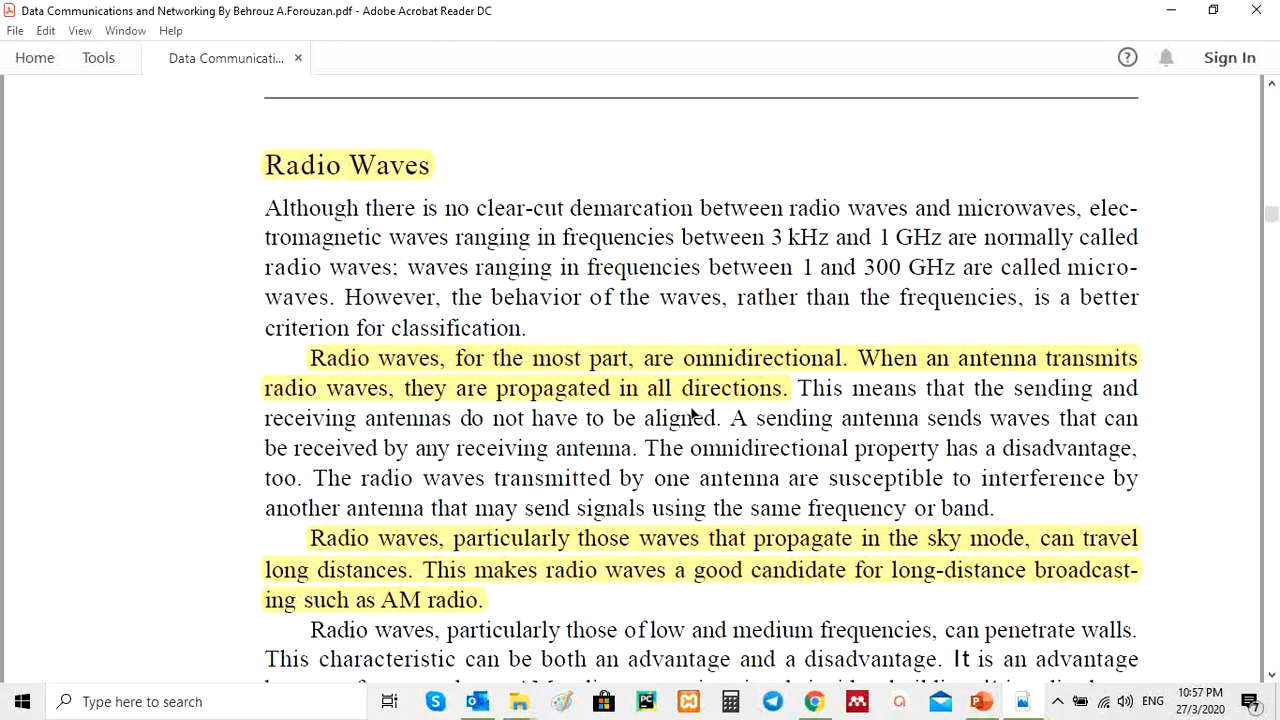 Data Communications and Networking By Behrouz A.Forouzan.pdf - Adobe Acrobat Reader DC
File Edit View Window Help
Home Tools Data Communicati... × ? Sign In
Radio Waves
Although there is no clear-cut demarcation between radio waves and microwaves, elec-
tromagnetic waves ranging in frequencies between 3 kHz and 1 GHz are normally called
radio waves; waves ranging in frequencies between 1 and 300 GHz are called micro-
waves. However, the behavior of the waves, rather than the frequencies, is a better
criterion for classification.
Radio waves, for the most part, are omnidirectional. When an antenna transmits
radio waves, they are propagated in all directions. This means that the sending and
receiving antennas do not have to be aligned. A sending antenna sends waves that can
be received by any receiving antenna. The omnidirectional property has a disadvantage,
too. The radio waves transmitted by one antenna are susceptible to interference by
another antenna that may send signals using the same frequency or band.
Radio waves, particularly those waves that propagate in the sky mode, can travel
long distances. This makes radio waves a good candidate for long-distance broadcast-
ing such as AM radio.
Radio waves, particularly those of low and medium frequencies, can penetrate walls.
This characteristic can be both an advantage and a disadvantage. It is an advantage
Type here to search
ENG
10:57 PM
27/3/2020
7